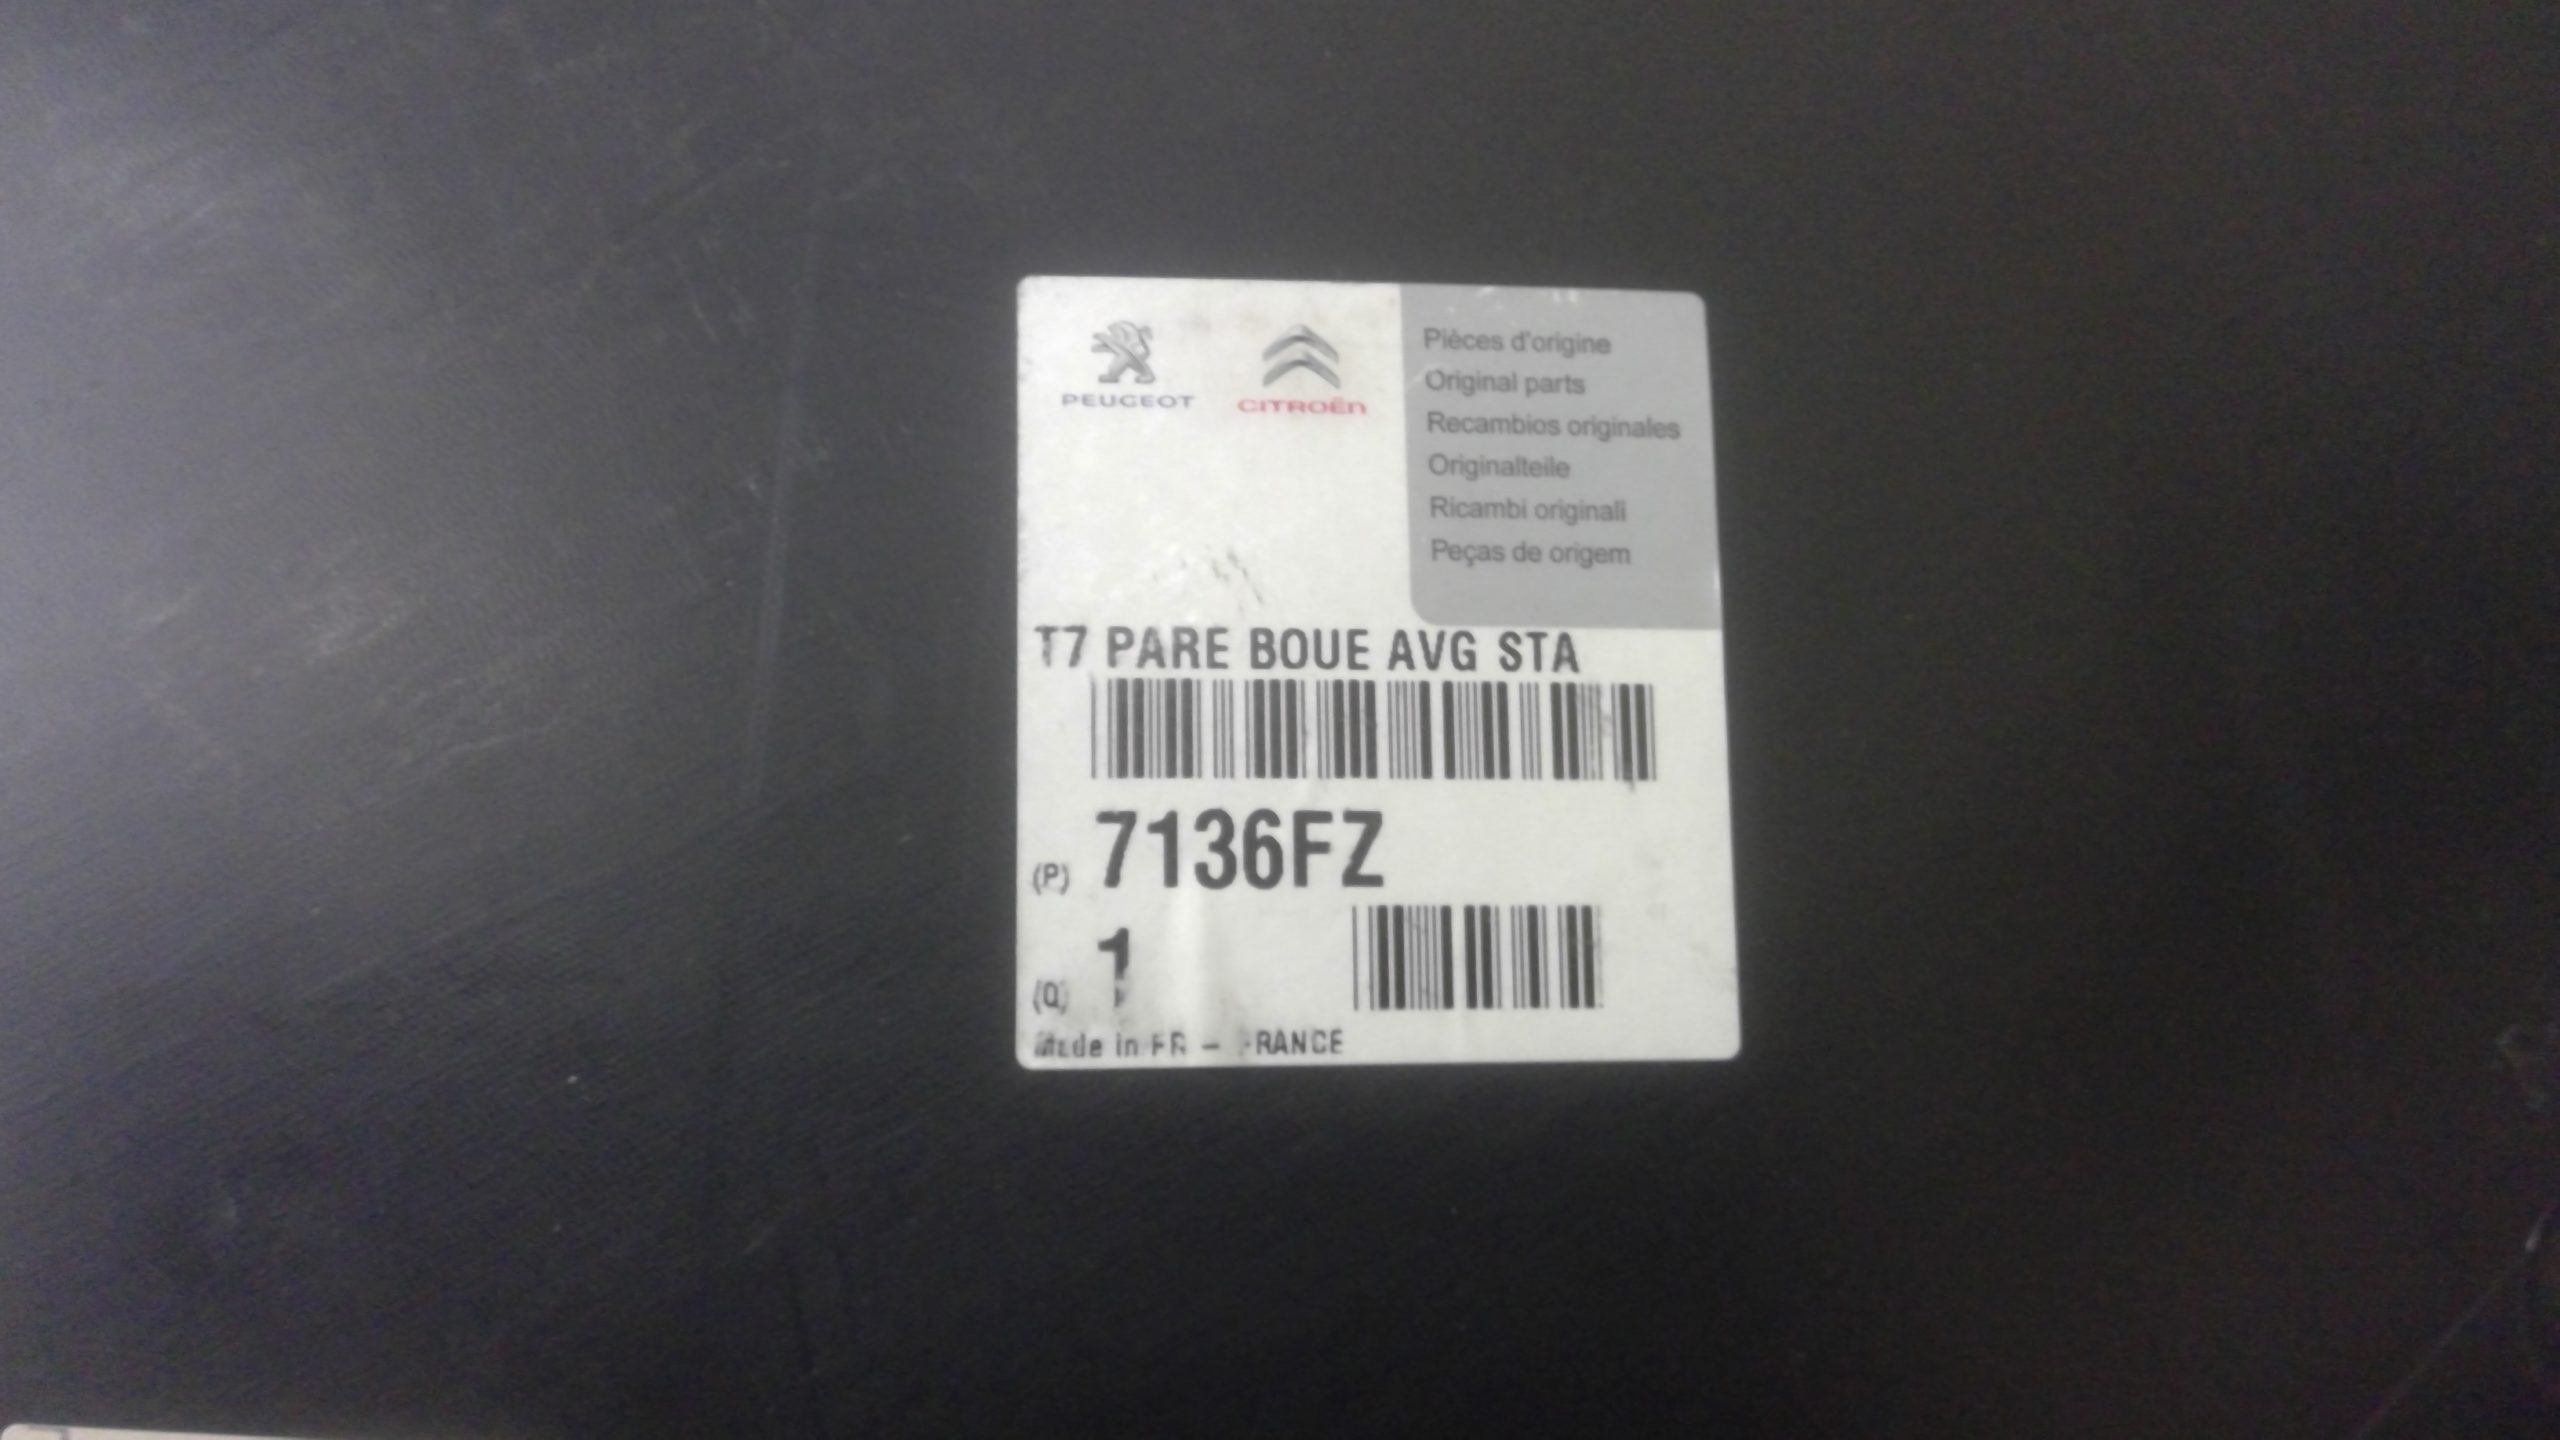 PEUGEOT
CITROËN
Pièces d'origine
Original parts
Recambios originales
Originalteile
Ricambi originali
Peças de origem
T7 PARE BOUE AVG STA
(P) 7136FZ
(Q) 1
Made in FR - FRANCE